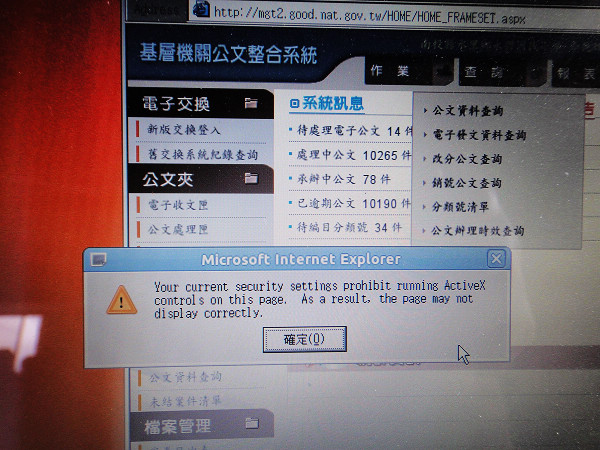 http://mgt2.good.nat.gov.tw/HOME/HOME_FRAMESET.aspx
基層機關公文整合系統
作 業
查 詢
報 表
電子交換
新版交換登入
舊交換系統紀錄查詢
公文夾
電子收文匣
公文處理匣
系統訊息
待處理電子公文 14 件
處理中公文 10265 件
承辦中公文 78 件
已逾期公文 10190 件
待編目分類號 34 件
公文資料查詢
電子發文資料查詢
改分公文查詢
銷號公文查詢
分類號清單
公文辦理時效查詢
Microsoft Internet Explorer
Your current security settings prohibit running ActiveX
controls on this page. As a result, the page may not
display correctly.
確定(O)
公文資料查詢
未結案件清單
檔案管理